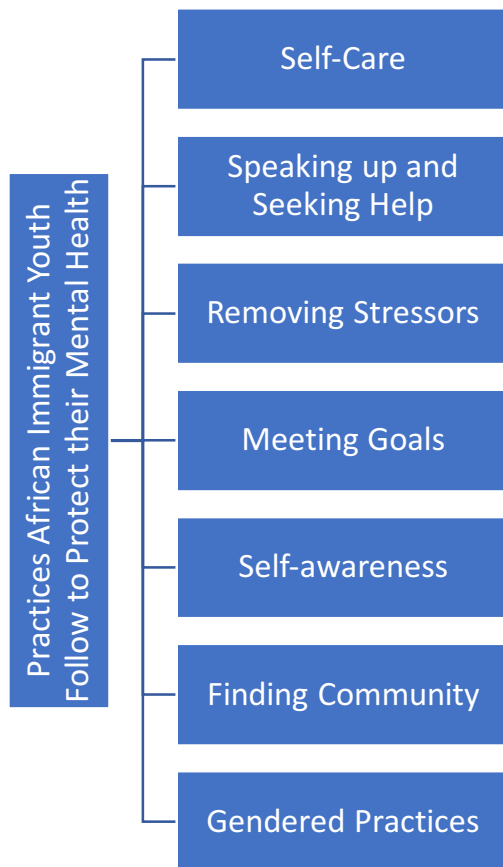 Practices African Immigrant Youth
Follow to Protect their Mental Health
Self-Care
Speaking up and
Seeking Help
Removing Stressors
Meeting Goals
Self-awareness
Finding Community
Gendered Practices